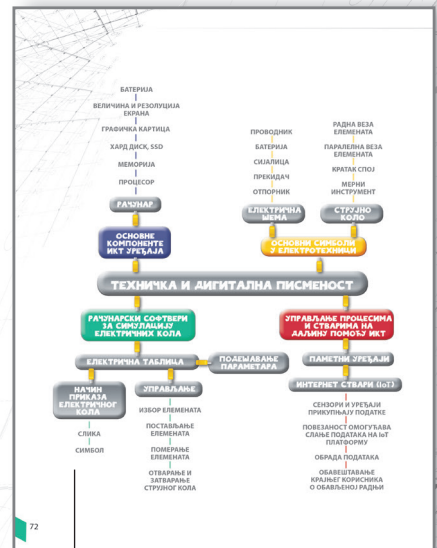 БАТЕРИЈА
ВЕЛИЧИНА И РЕЗОЛУЦИЈА
ЕКРАНА
ГРАФИЧКА КАРТИЦА
ХАРД ДИСК, SSD
МЕМОРИЈА
ПРОЦЕСОР
РАЧУНАР
ОСНОВНЕ
КОМПОНЕНТЕ
ИКТ УРЕЂАЈА
ПРОВОДНИК
БАТЕРИЈА
СИЈАЛИЦА
ПРЕКИДАЧ
ОТПОРНИК
ЕЛЕКТРИЧНА
ШЕМА
РАДНА ВЕЗА
ЕЛЕМЕНАТА
ПАРАЛЕЛНА ВЕЗА
ЕЛЕМЕНАТА
КРАТАК СПОЈ
МЕРНИ
ИНСТРУМЕНТ
СТРУЈНО
КОЛО
ОСНОВНИ СИМБОЛИ
У ЕЛЕКТРОТЕХНИЦИ
ТЕХНИЧКА И ДИГИТАЛНА ПИСМЕНОСТ
РАЧУНАРСКИ СОФТВЕРИ
ЗА СИМУЛАЦИЈУ
ЕЛЕКТРИЧНИХ КОЛА
ЕЛЕКТРИЧНА ТАБЛИЦА
ПОДЕШАВАЊЕ
ПАРАМЕТАРА
НАЧИН
ПРИКАЗА
ЕЛЕКТРИЧНОГ
КОЛА
СЛИКА
СИМБОЛ
УПРАВЉАЊЕ
ИЗБОР ЕЛЕМЕНАТА
ПОСТАВЉАЊЕ
ЕЛЕМЕНАТА
ПОМЕРАЊЕ
ЕЛЕМЕНАТА
ОТВАРАЊЕ И
ЗАТВАРАЊЕ
СТРУЈНОГ КОЛА
УПРАВЉАЊЕ ПРОЦЕСИМА
И СТВАРИМА НА
ДАЉИНУ ПОМОЋУ ИКТ
ПАМЕТНИ УРЕЂАЈИ
ИНТЕРНЕТ СТВАРИ (IoT)
СЕНЗОРИ И УРЕЂАЈИ
ПРИКУПЉАЈУ ПОДАТКЕ
ПОВЕЗАНОСТ ОМОГУЋАВА
СЛАЊЕ ПОДАТАКА НА IoT
ПЛАТФОРМУ
ОБРАДА ПОДАТАКА
ОБАВЕШТАВАЊЕ
КРАЈЊЕГ КОРИСНИКА
О ОБАВЉЕНОЈ РАДЊИ
72